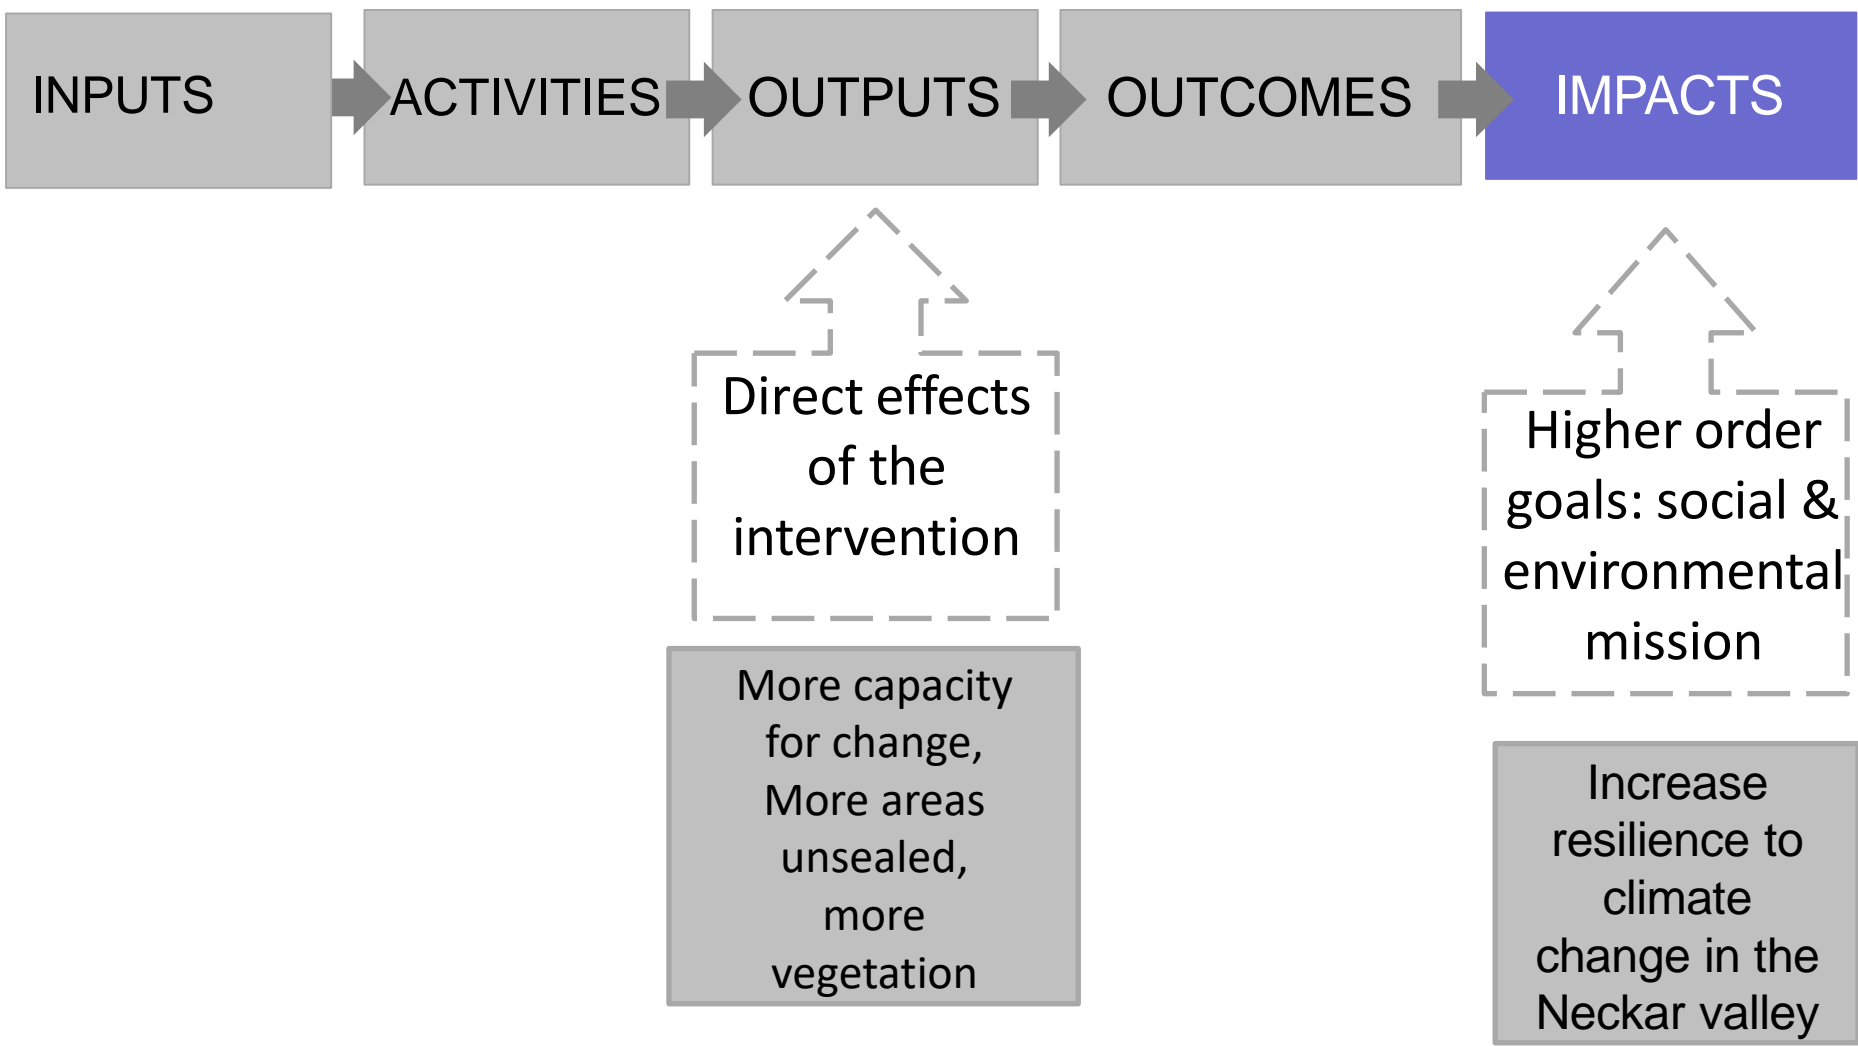 INPUTS
ACTIVITIES
OUTPUTS
OUTCOMES
IMPACTS
Direct effects
of the
intervention
More capacity
for change,
More areas
unsealed,
more
vegetation
Higher order
goals: social &
environmental
mission
Increase
resilience to
climate
change in the
Neckar valley